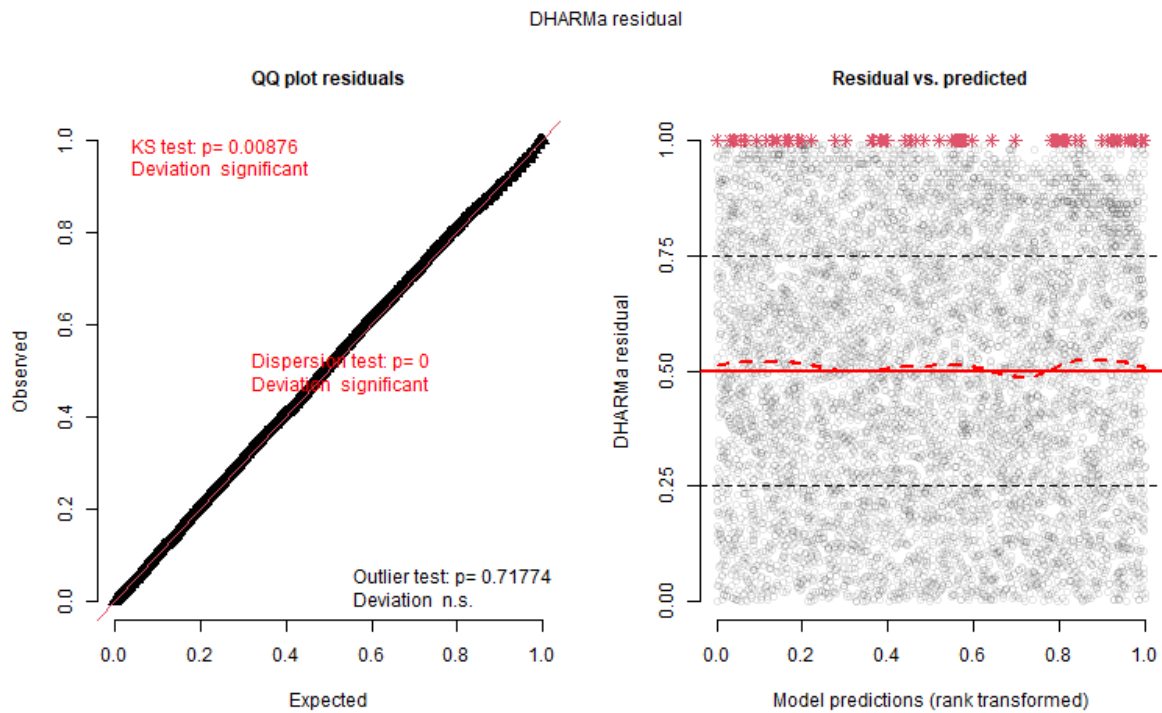 DHARMa residual
QQ plot residuals
KS test: p= 0.00876
Deviation significant
Dispersion test: p= 0
Deviation significant
Outlier test: p= 0.71774
Deviation n.s.
Observed
0.0
0.2
0.4
0.6
0.8
1.0
0.0 0.2 0.4 0.6 0.8 1.0
Expected
Residual vs. predicted
DHARMa residual
0.00
0.25
0.50
0.75
1.00
0.0 0.2 0.4 0.6 0.8 1.0
Model predictions (rank transformed)